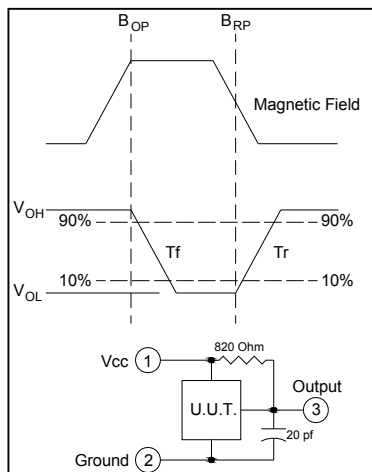 BOP BRP
Magnetic Field
VOH
90% 90%
Tf Tr
10% 10%
VOL
820 Ohm
Vcc 1
Output
U.U.T. 3
20 pf
Ground 2